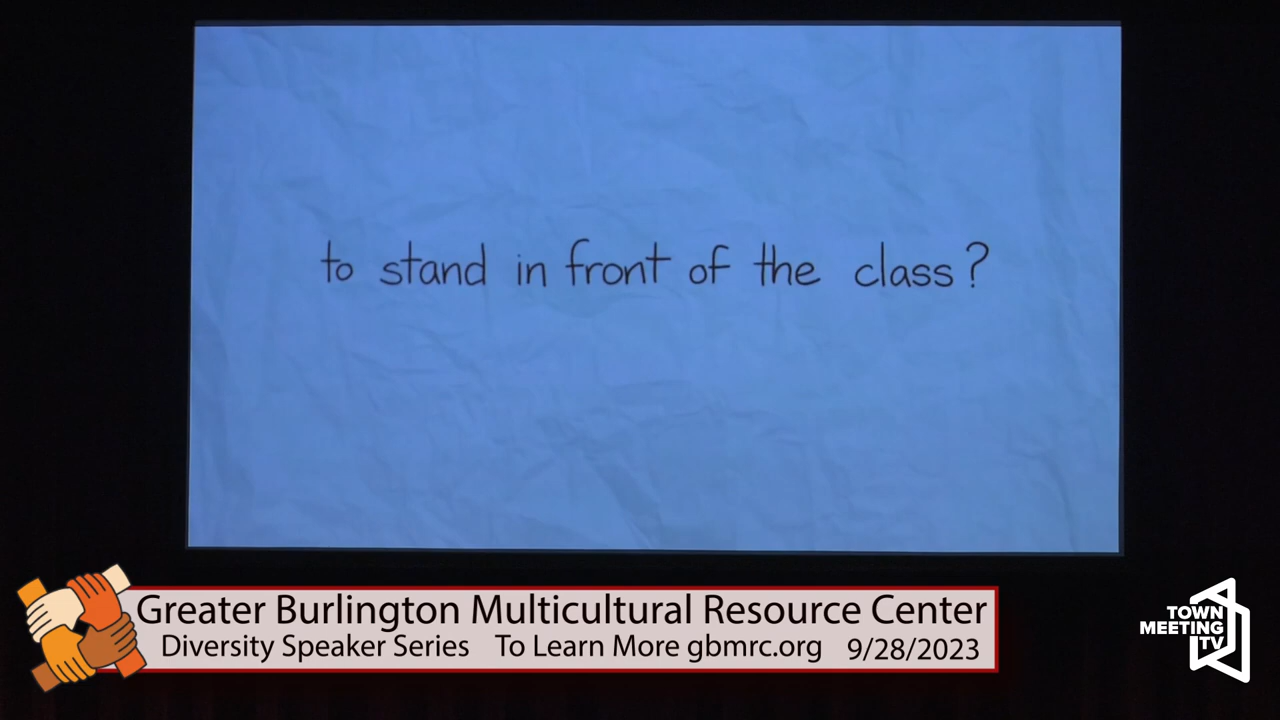 to stand in front of the class?
Greater Burlington Multicultural Resource Center
Diversity Speaker Series To Learn More gbmrc.org 9/28/2023
TOWN
MEETING
TV